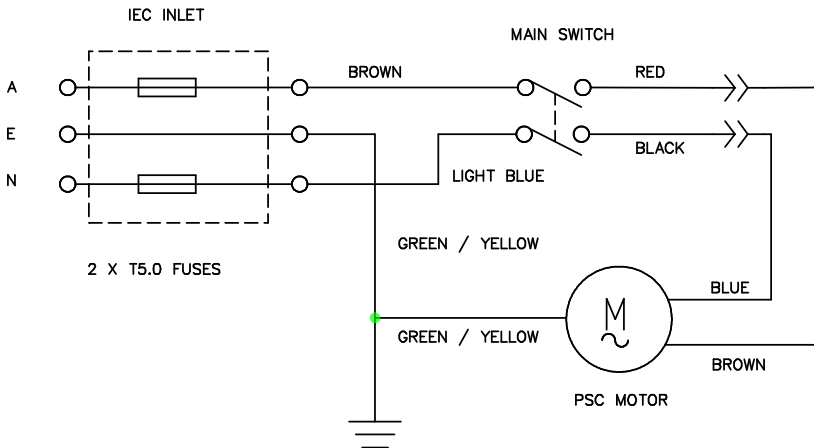 IEC INLET
MAIN SWITCH
A
BROWN
RED
E
BLACK
N
LIGHT BLUE
GREEN / YELLOW
2 X T5.0 FUSES
BLUE
M
GREEN / YELLOW
BROWN
PSC MOTOR